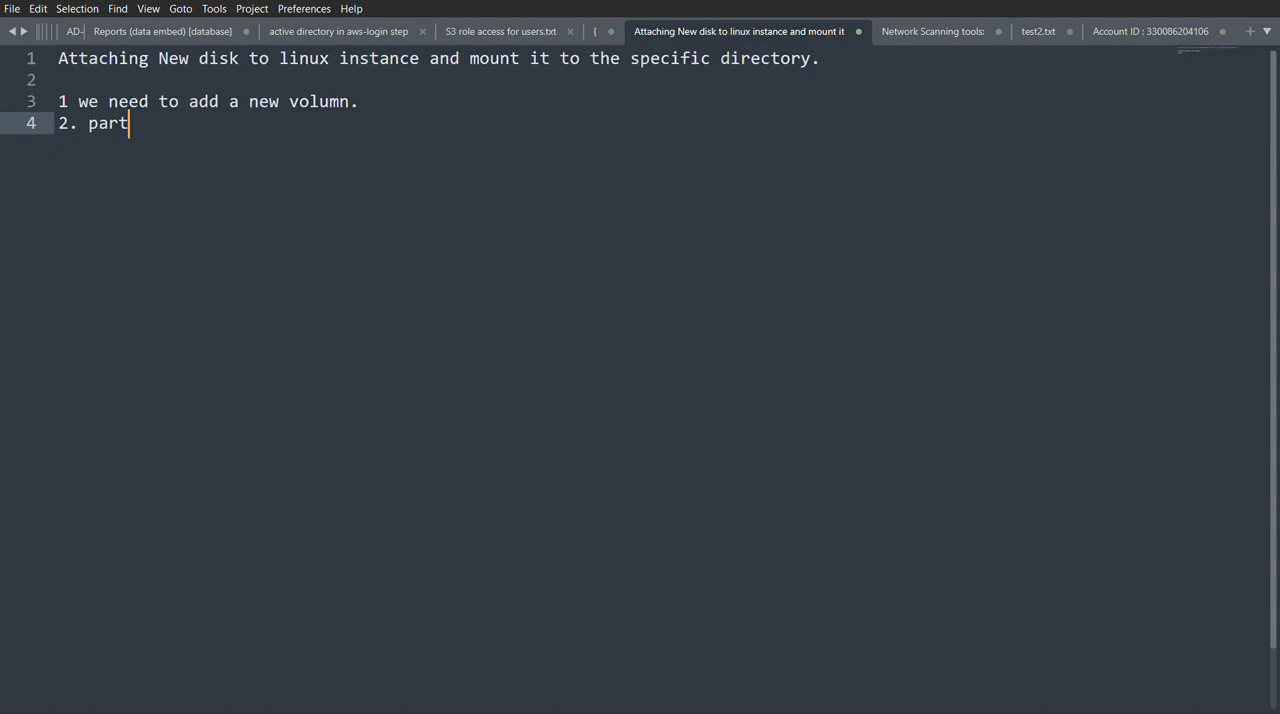 File Edit Selection Find View Goto Tools Project Preferences Help
AD- Reports (data embed) [database] active directory in aws-login step S3 role access for users.txt { Attaching New disk to linux instance and mount it Network Scanning tools: test2.txt Account ID : 330086204106
1 Attaching New disk to linux instance and mount it to the specific directory.
2
3 1 we need to add a new volumn.
4 2. part